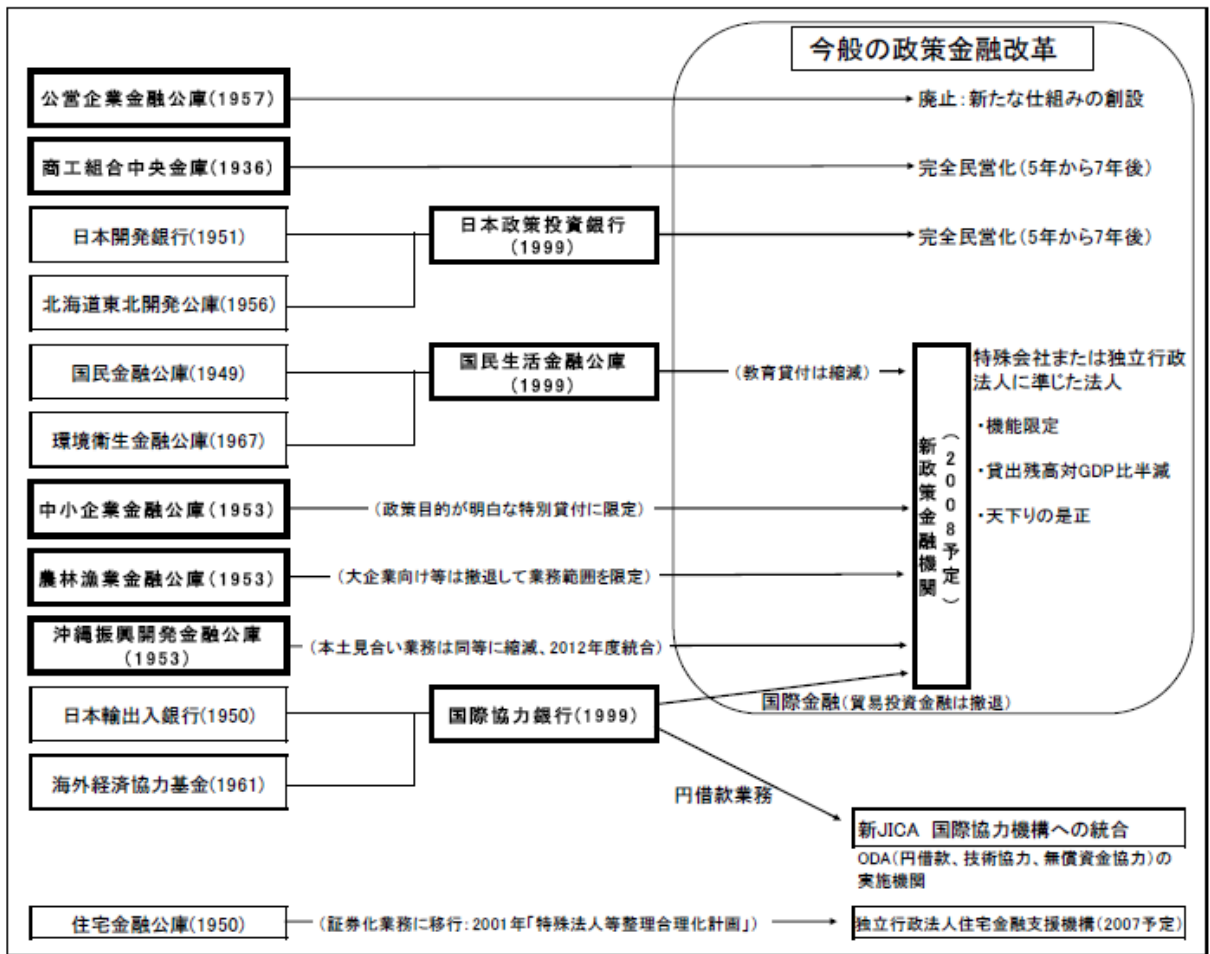 今般の政策金融改革
公営企業金融公庫(1957)
廃止:新たな仕組みの創設
商工組合中央金庫(1936)
完全民営化(5年から7年後)
日本開発銀行(1951)
日本政策投資銀行
(1999)
完全民営化(5年から7年後)
北海道東北開発公庫(1956)
国民金融公庫(1949)
国民生活金融公庫
(1999)
(教育貸付は縮減)
特殊会社または独立行政
法人に準じた法人
・機能限定
・貸出残高対GDP比半減
・天下りの是正
新政策金融機関
(2008予定)
環境衛生金融公庫(1967)
中小企業金融公庫(1953)
(政策目的が明白な特別貸付に限定)
農林漁業金融公庫(1953)
(大企業向け等は撤退して業務範囲を限定)
沖縄振興開発金融公庫
(1953)
(本土見合い業務は同等に縮減、2012年度統合)
日本輸出入銀行(1950)
国際協力銀行(1999)
国際金融(貿易投資金融は撤退)
海外経済協力基金(1961)
円借款業務
新JICA 国際協力機構への統合
ODA(円借款、技術協力、無償資金協力)の
実施機関
住宅金融公庫(1950)
(証券化業務に移行:2001年「特殊法人等整理合理化計画」)
独立行政法人住宅金融支援機構(2007予定)